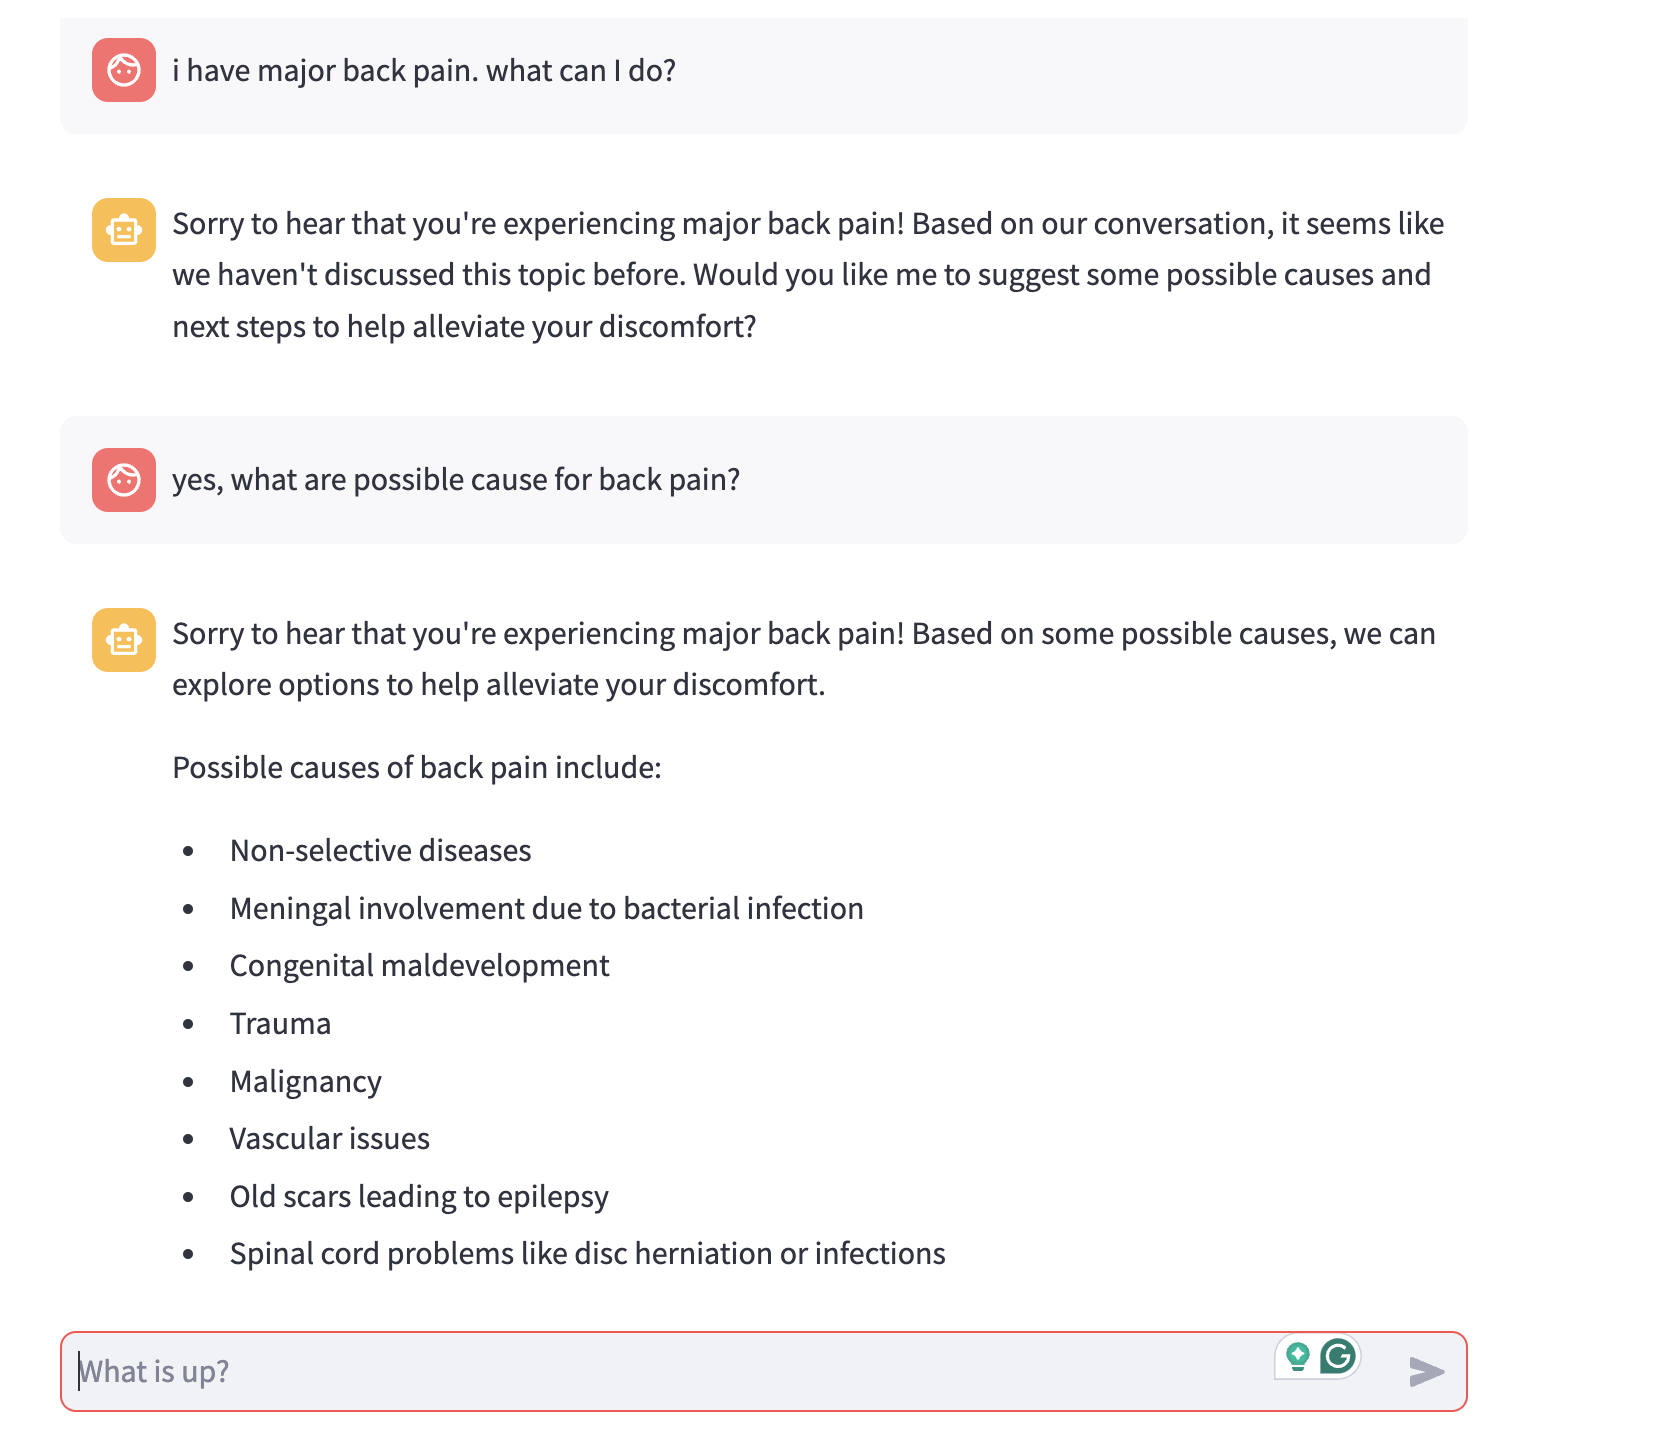 i have major back pain. what can I do?
Sorry to hear that you're experiencing major back pain! Based on our conversation, it seems like
we haven't discussed this topic before. Would you like me to suggest some possible causes and
next steps to help alleviate your discomfort?
yes, what are possible cause for back pain?
Sorry to hear that you're experiencing major back pain! Based on some possible causes, we can
explore options to help alleviate your discomfort.
Possible causes of back pain include:
• Non-selective diseases
• Meningal involvement due to bacterial infection
• Congenital maldevelopment
• Trauma
• Malignancy
• Vascular issues
• Old scars leading to epilepsy
• Spinal cord problems like disc herniation or infections
What is up?